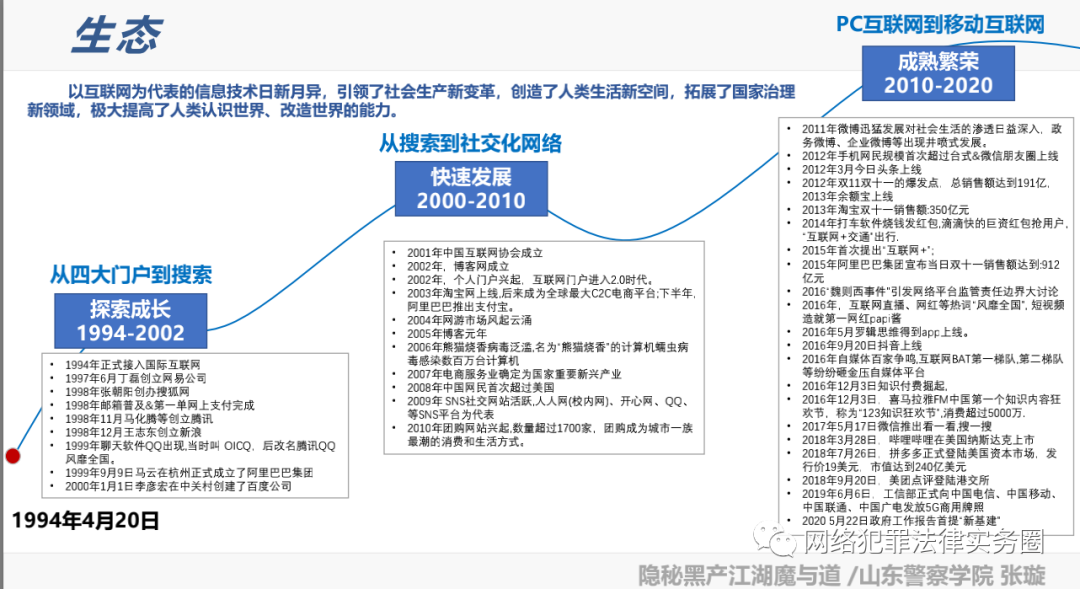 生态
PC互联网到移动互联网
成熟繁荣
2010-2020
以互联网为代表的信息技术日新月异，引领了社会生产新变革，创造了人类生活新空间，拓展了国家治理
新领域，极大提高了人类认识世界、改造世界的能力。
从搜索到社交化网络
快速发展
2000-2010
从四大门户到搜索
探索成长
1994-2002
• 1994年正式接入国际互联网
• 1997年6月丁磊创立网易公司
• 1998年张朝阳创办搜狐网
• 1998年邮箱普及&第一单网上支付完成
• 1998年11月马化腾等创立腾讯
• 1998年12月王志东创立新浪
• 1999年聊天软件QQ出现,当时叫 OICQ，后改名腾讯QQ
风靡全国。
• 1999年9月9日马云在杭州正式成立了阿里巴巴集团
• 2000年1月1日李彦宏在中关村创建了百度公司
1994年4月20日
• 2001年中国互联网协会成立
• 2002年，博客网成立
• 2002年，个人门户兴起，互联网门户进入2.0时代。
• 2003年淘宝网上线,后来成为全球最大C2C电商平台;下半年,
阿里巴巴推出支付宝。
• 2004年网游市场风起云涌
• 2005年博客元年
• 2006年熊猫烧香病毒泛滥,名为“熊猫烧香”的计算机蠕虫病
毒感染数百万台计算机
• 2007年电商服务业确定为国家重要新兴产业
• 2008年中国网民首次超过美国
• 2009年 SNS社交网站活跃,人人网(校内网)、开心网、QQ、
等SNS平台为代表
• 2010年团购网站兴起,数量超过1700家，团购成为城市一族
最潮的消费和生活方式。
• 2011年微博迅猛发展对社会生活的渗透日益深入，政
务微博、企业微博等出现井喷式发展。
• 2012年手机网民规模首次超过台式&微信朋友圈上线
• 2012年3月今日头条上线
• 2012年双11双十一的爆发点，总销售额达到191亿,
2013年余额宝上线
• 2013年淘宝双十一销售额:350亿元
• 2014年打车软件烧钱发红包,滴滴快的巨资红包抢用户,
“互联网+交通”出行.
• 2015年首次提出“互联网+”;
• 2015年阿里巴巴集团宣布当日双十一销售额达到:912
亿元
• 2016“魏则西事件”引发网络平台监管责任边界大讨论
• 2016年，互联网直播、网红等热词“风靡全国”, 短视频
造就第一网红papi酱
• 2016年5月罗辑思维得到app上线。
• 2016年9月20日抖音上线
• 2016年自媒体百家争鸣,互联网BAT第一梯队,第二梯队
等纷纷砸金压自媒体平台
• 2016年12月3日知识付费掘起,
• 2016年12月3日，喜马拉雅FM中国第一个知识内容狂
欢节，称为“123知识狂欢节”,消费超过5000万.
• 2017年5月17日微信推出看一看,搜一搜
• 2018年3月28日，哔哩哔哩在美国纳斯达克上市
• 2018年7月26日，拼多多正式登陆美国资本市场，发
行价19美元，市值达到240亿美元
• 2018年9月20日，美团点评登陆港交所
• 2019年6月6日，工信部正式向中国电信、中国移动、
中国联通、中国广电发放5G商用牌照
• 2020 5月22日政府工作报告首提“新基建”
网络犯罪法律实务圈
隐秘黑产江湖魔与道 /山东警察学院 张璇